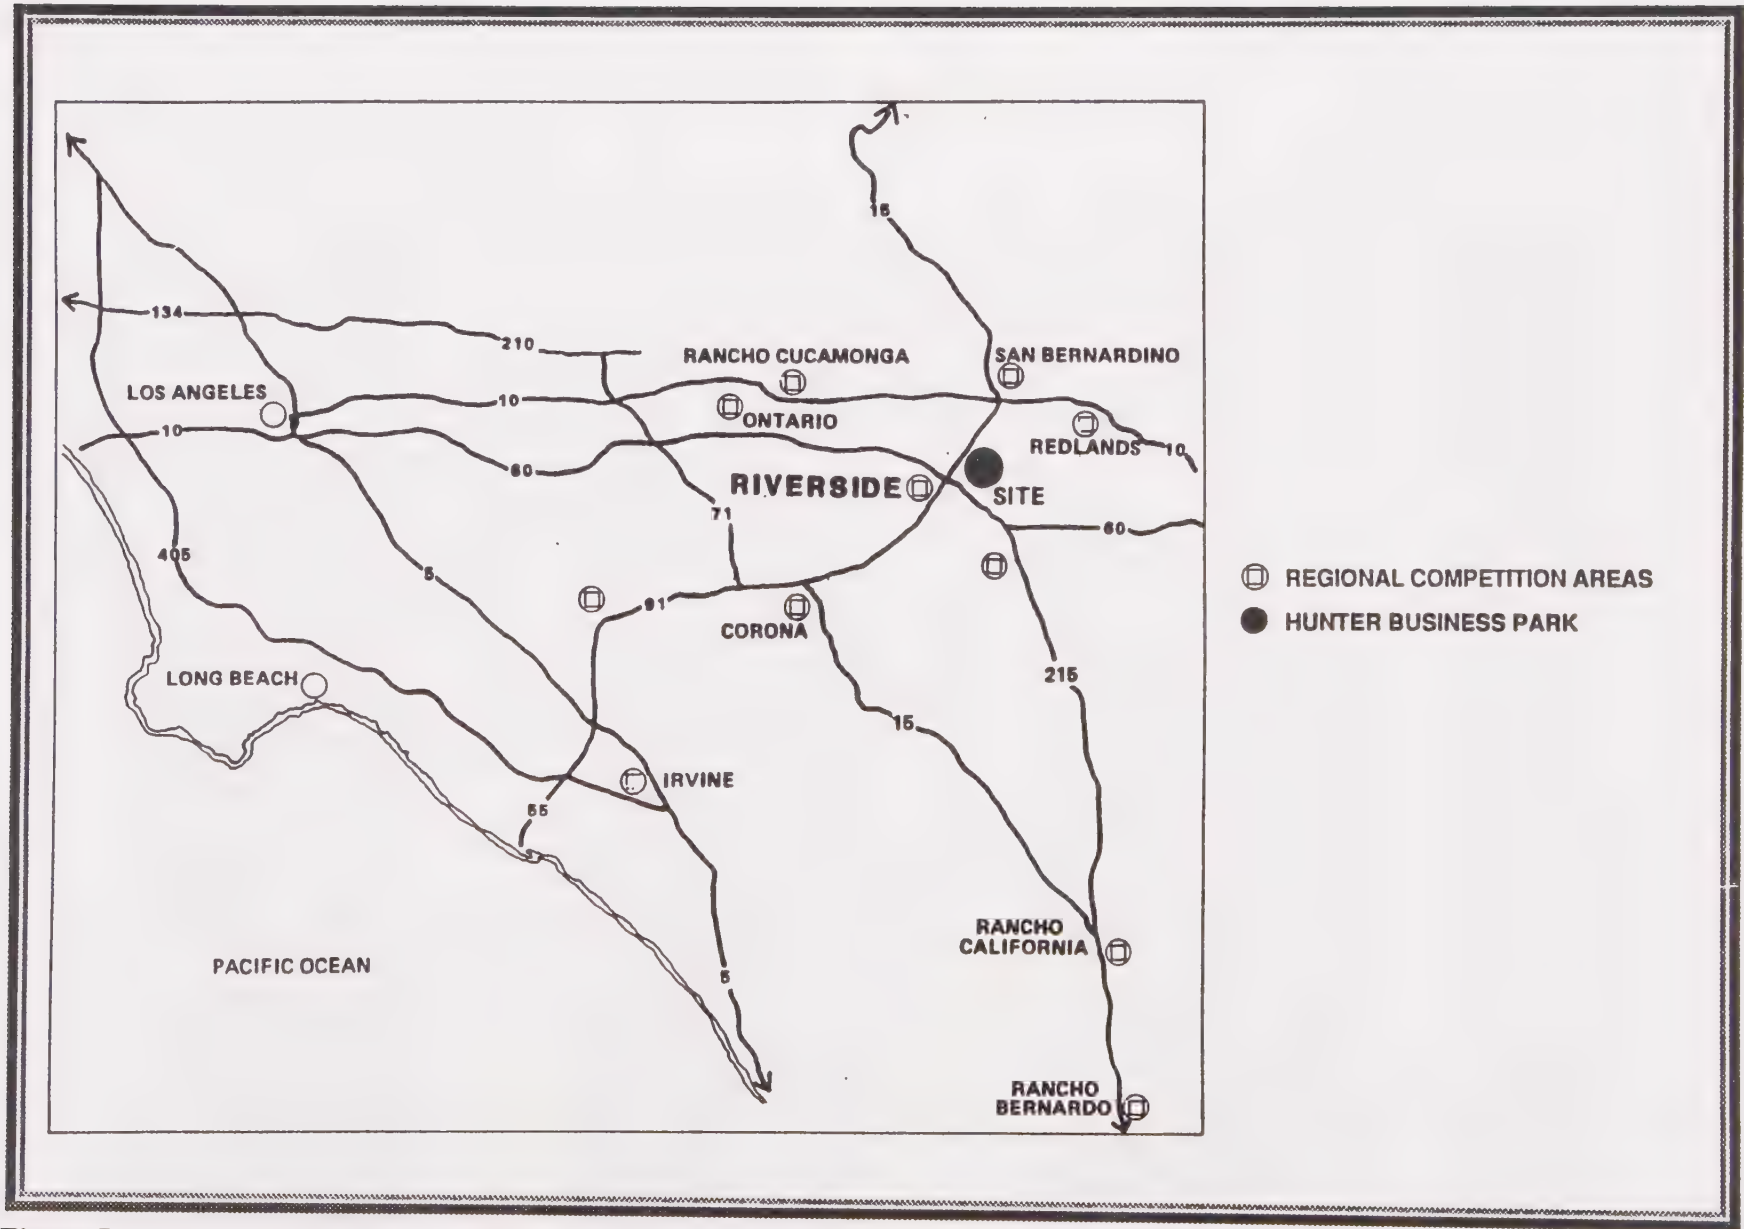 15
134
210
RANCHO CUCAMONGA
SAN BERNARDINO
LOS ANGELES
10
ONTARIO
10
REDLANDS
10
60
RIVERSIDE
SITE
71
60
405
5
REGIONAL COMPETITION AREAS
91
CORONA
HUNTER BUSINESS PARK
LONG BEACH
215
15
IRVINE
55
RANCHO
CALIFORNIA
PACIFIC OCEAN
5
RANCHO
BERNARDO